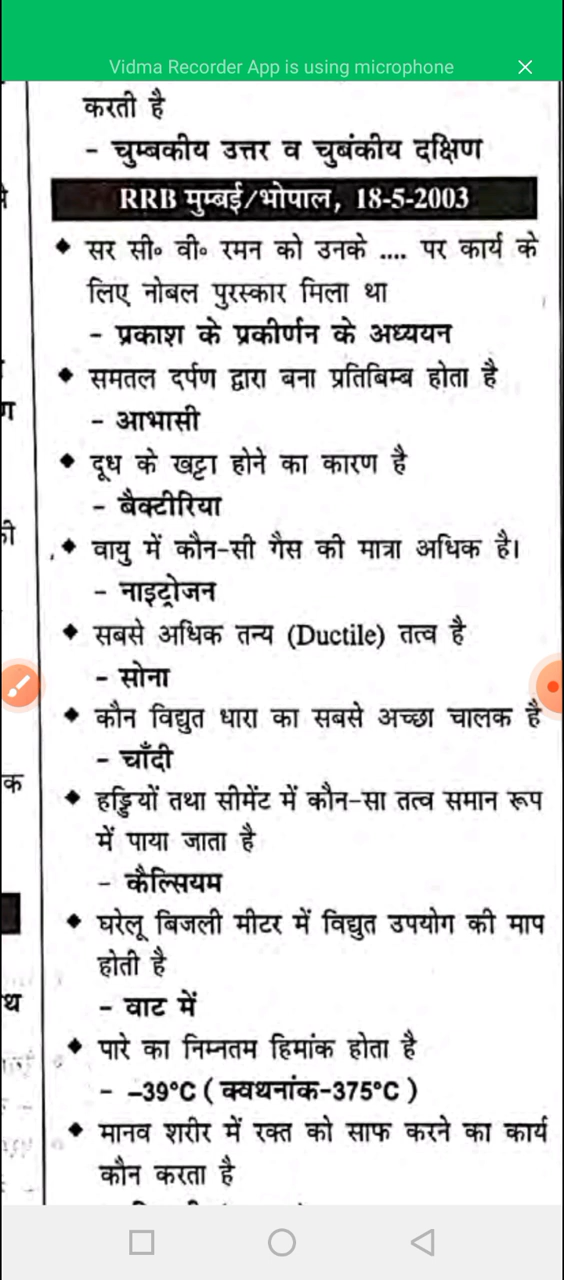 Vidma Recorder App is using microphone
करती है
- चुम्बकीय उत्तर व चुबंकीय दक्षिण
RRB मुम्बई/भोपाल, 18-5-2003
♦ सर सी० वी० रमन को उनके .... पर कार्य के
लिए नोबल पुरस्कार मिला था
- प्रकाश के प्रकीर्णन के अध्ययन
♦ समतल दर्पण द्वारा बना प्रतिबिम्ब होता है
- आभासी
♦ दूध के खट्टा होने का कारण है
- बैक्टीरिया
♦ वायु में कौन-सी गैस की मात्रा अधिक है।
- नाइट्रोजन
♦ सबसे अधिक तन्य (Ductile) तत्व है
- सोना
♦ कौन विद्युत धारा का सबसे अच्छा चालक है
- चाँदी
♦ हड्डियों तथा सीमेंट में कौन-सा तत्व समान रूप
में पाया जाता है
- कैल्सियम
♦ घरेलू बिजली मीटर में विद्युत उपयोग की माप
होती है
- वाट में
♦ पारे का निम्नतम हिमांक होता है
- –39°C ( क्वथनांक-375°C )
♦ मानव शरीर में रक्त को साफ करने का कार्य
कौन करता है